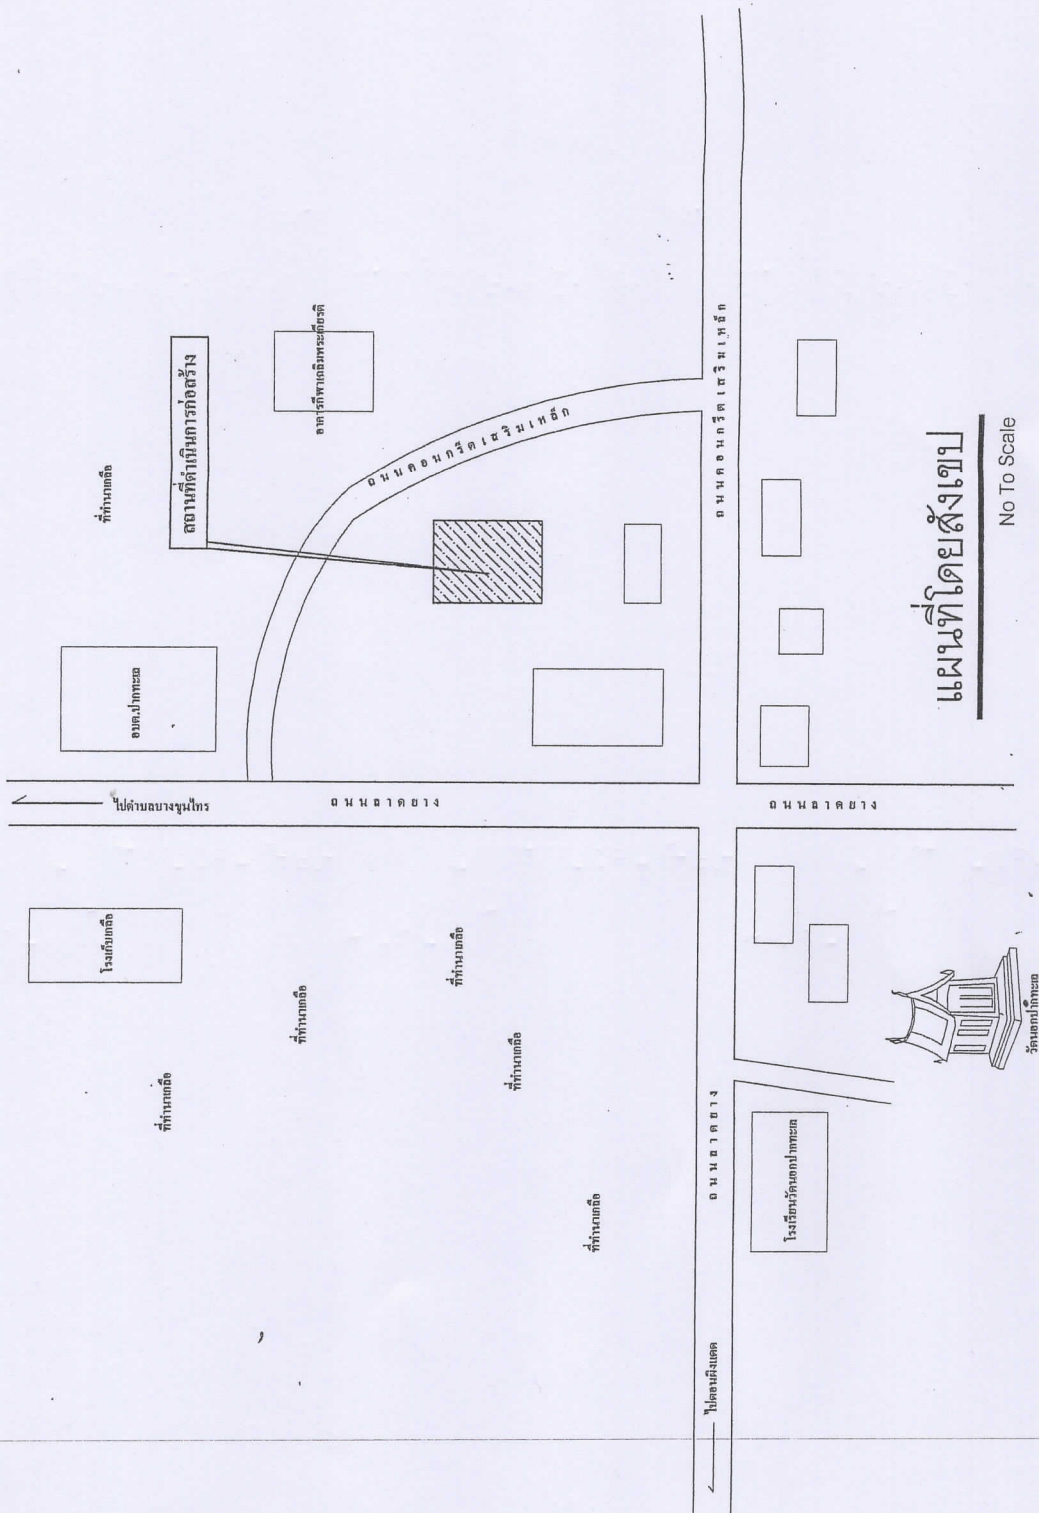 ที่ทำนาเกลือ
สถานที่ดำเนินการก่อสร้าง
อาคารกีฬาเฉลิมพระเกียรติ
อบต.ปากทะเล
ถนนคอนกรีตเสริมเหล็ก
ถนนคอนกรีตเสริมเหล็ก
ไปตำบลบางขุนไทร
ถนนลาดยาง
ถนนลาดยาง
โรงเก็บเกลือ
ที่ทำนาเกลือ
ที่ทำนาเกลือ
ที่ทำนาเกลือ
ที่ทำนาเกลือ
ที่ทำนาเกลือ
ถนนลาดยาง
โรงเรียนวัดนอกปากทะเล
วัดนอกปากทะเล
ไปดอนผิงแดด
แผนที่โดยสังเขป
No To Scale